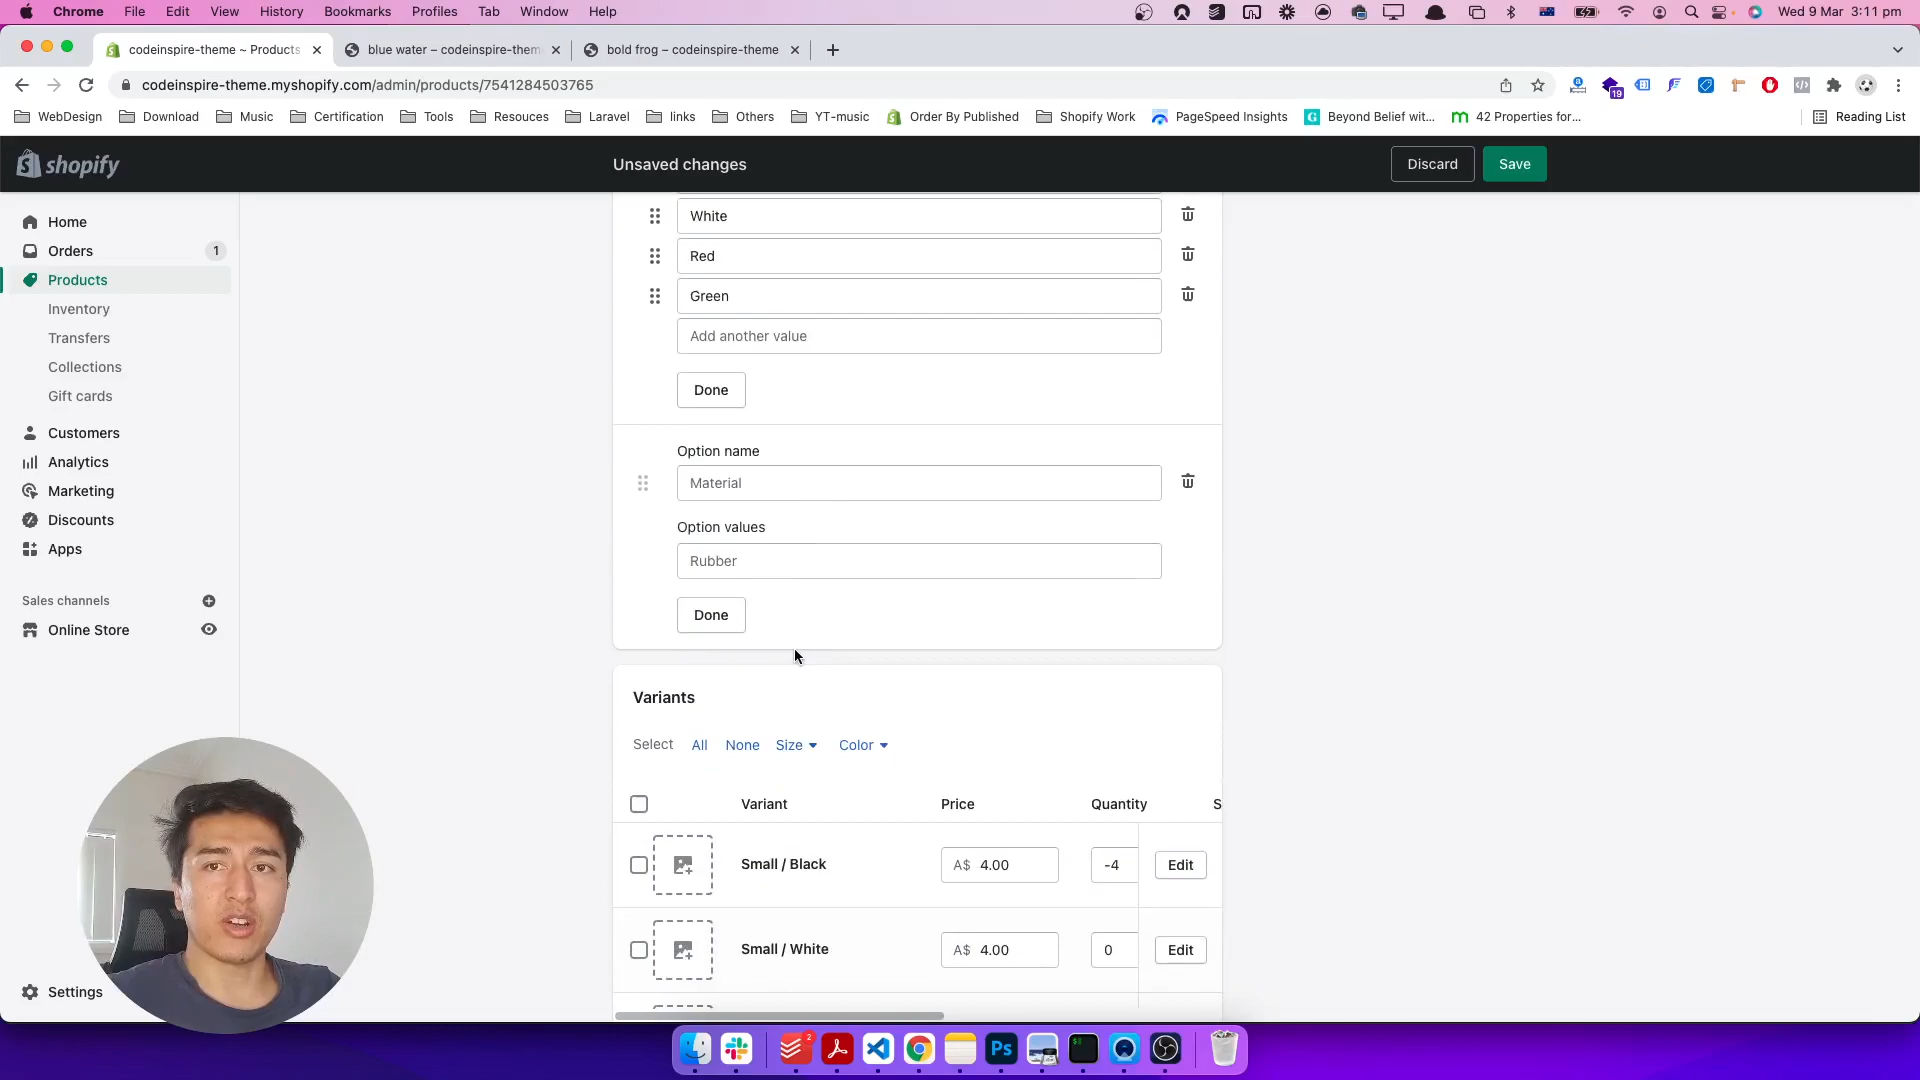 Chrome File Edit View History Bookmarks Profiles Tab Window Help Wed 9 Mar 3:11 pm
codeinspire-theme ~ Products blue water – codeinspire-them bold frog – codeinspire-theme
codeinspire-theme.myshopify.com/admin/products/7541284503765 19
WebDesign Download Music Certification Tools Resouces Laravel links Others YT-music Order By Published Shopify Work PageSpeed Insights Beyond Belief wit... 42 Properties for... Reading List
shopify Unsaved changes Discard Save
Home
Orders 1
Products
Inventory
Transfers
Collections
Gift cards
Customers
Analytics
Marketing
Discounts
Apps
Sales channels
Online Store
Settings
White
Red
Green
Add another value
Done
Option name
Material
Option values
Rubber
Done
Variants
Select All None Size Color
Variant Price Quantity S
Small / Black A$ 4.00 -4 Edit
Small / White A$ 4.00 0 Edit
2 Ps